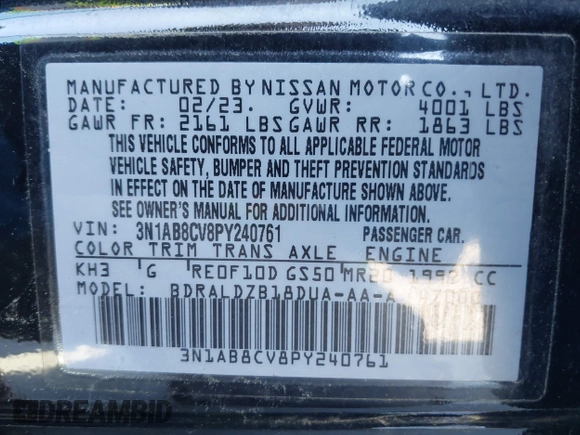 MANUFACTURED BY NISSAN MOTOR CO., LTD.
DATE: 02/23. GVWR: 4001 LBS
GAWR FR: 2161 LBS GAWR RR: 1863 LBS
THIS VEHICLE CONFORMS TO ALL APPLICABLE FEDERAL MOTOR
VEHICLE SAFETY, BUMPER AND THEFT PREVENTION STANDARDS
IN EFFECT ON THE DATE OF MANUFACTURE SHOWN ABOVE.
SEE OWNER'S MANUAL FOR ADDITIONAL INFORMATION.
VIN: 3N1AB8CV8PY240761 PASSENGER CAR.
COLOR TRIM TRANS AXLE ENGINE
KH3 G RE0F10D GS50 MR20 1992 CC
MODEL: BDRALDZB18DUA-AA-A
3N1AB8CV8PY240761
DREAMBID